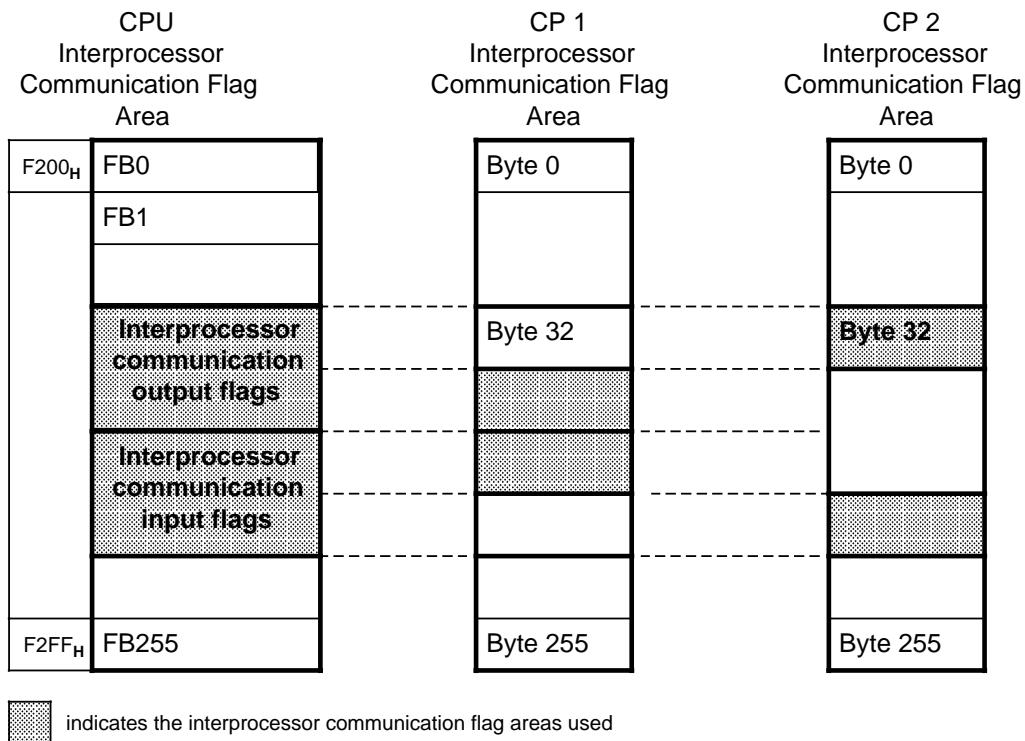 CPU
Interprocessor
Communication Flag
Area
CP 1
Interprocessor
Communication Flag
Area
CP 2
Interprocessor
Communication Flag
Area
F200H
FB0
Byte 0
Byte 0
FB1
Interprocessor
communication
output flags
Byte 32
Byte 32
Interprocessor
communication
input flags
F2FFH
FB255
Byte 255
Byte 255
indicates the interprocessor communication flag areas used